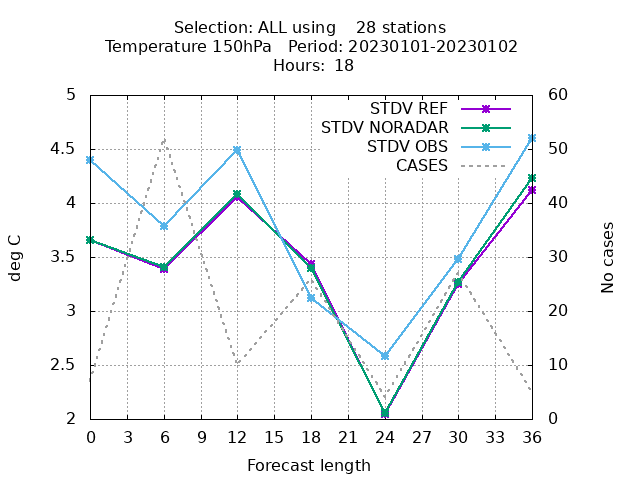 Selection: ALL using    28 stations
Temperature 150hPa   Period: 20230101-20230102
Hours:  18
STDV REF
STDV NORADAR
STDV OBS
CASES
deg C
5
4.5
4
3.5
3
2.5
2
60
50
40
30
20
10
0
No cases
0 3 6 9 12 15 18 21 24 27 30 33 36
Forecast length